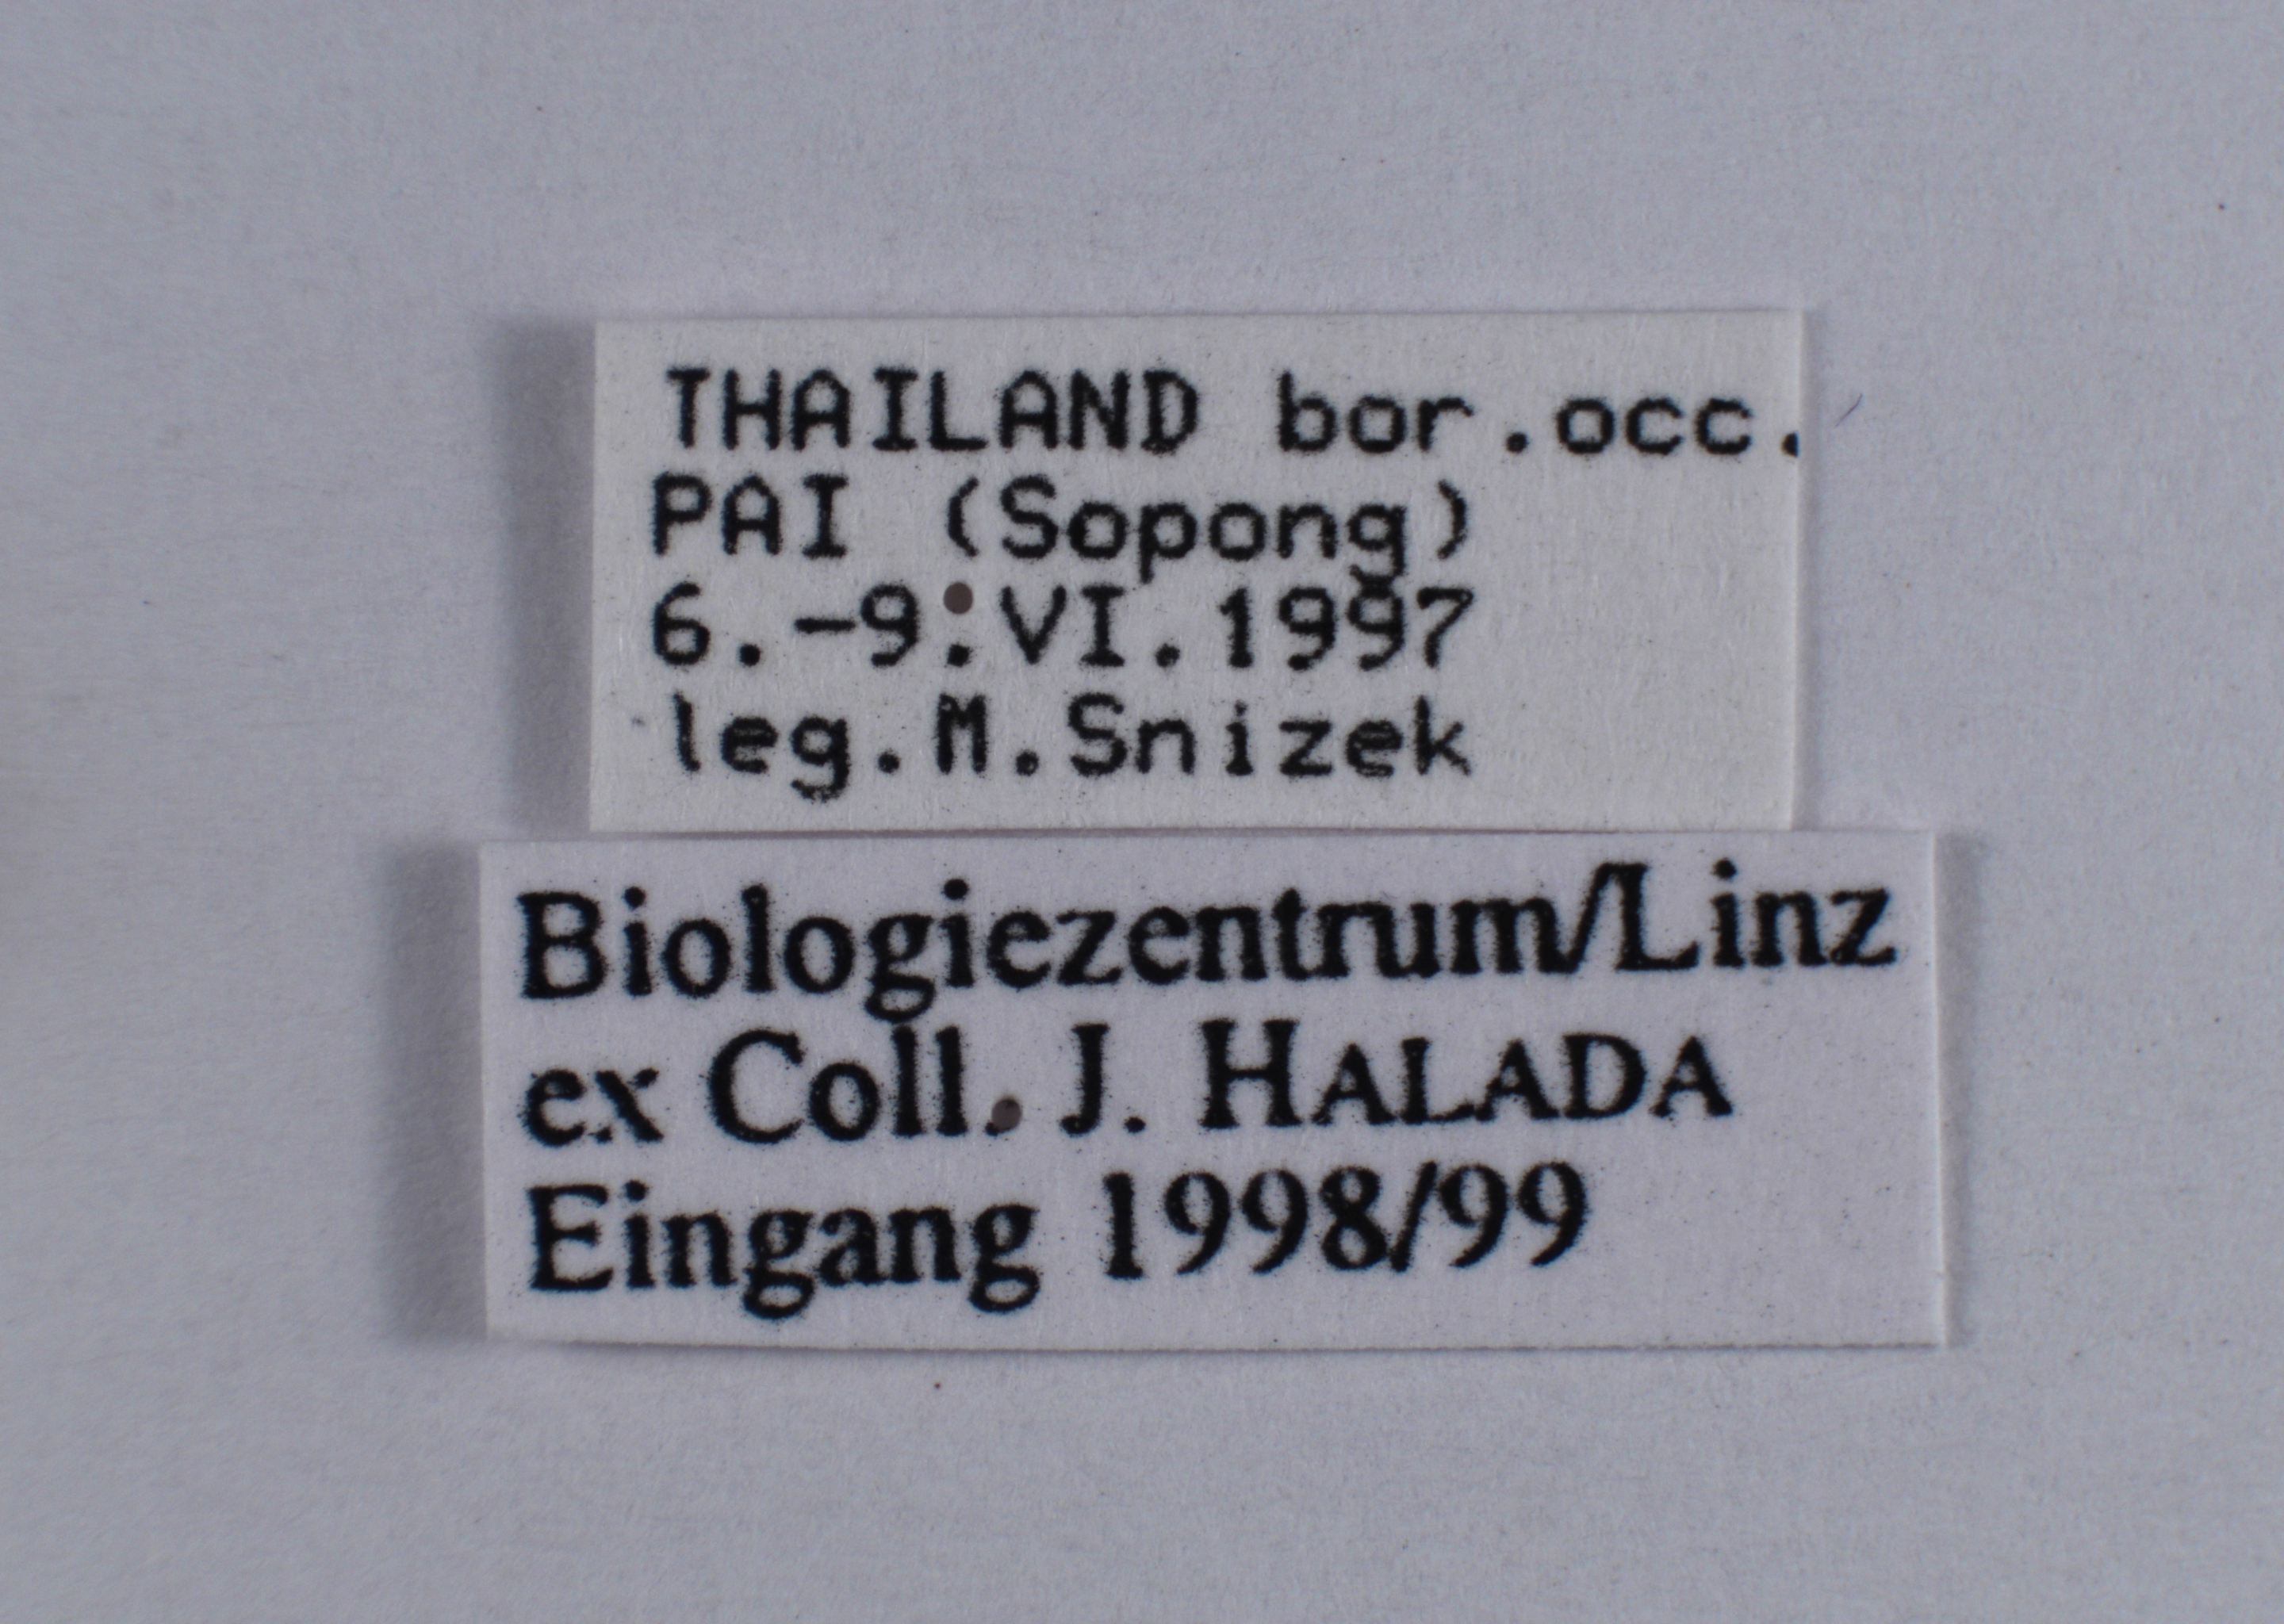 THAILAND bor.occ.
PAI (Sopong)
6.-9.VI.1997
leg.M.Snizek
Biologiezentrum/Linz
ex Coll. J. HALADA
Eingang 1998/99